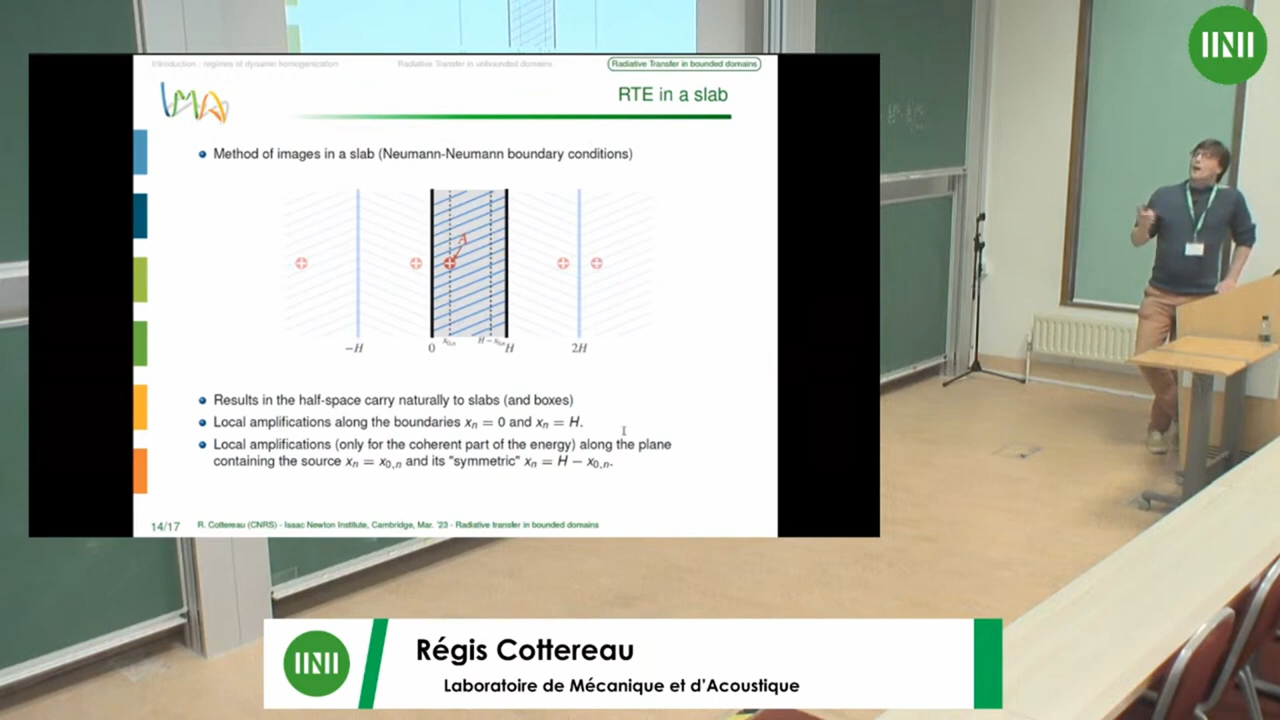 Introduction : regimes of dynamic homogenization
Radiative Transfer in unbounded domains
Radiative Transfer in bounded domains
LMA
RTE in a slab
Method of images in a slab (Neumann-Neumann boundary conditions)
A
−H
0
x₀,ₙ
H − x₀,ₙ
H
2H
Results in the half-space carry naturally to slabs (and boxes)
Local amplifications along the boundaries xₙ = 0 and xₙ = H.
Local amplifications (only for the coherent part of the energy) along the plane
containing the source xₙ = x₀,ₙ and its "symmetric" xₙ = H − x₀,ₙ.
14/17
R. Cottereau (CNRS) - Isaac Newton Institute, Cambridge, Mar. '23 - Radiative transfer in bounded domains
Régis Cottereau
Laboratoire de Mécanique et d'Acoustique